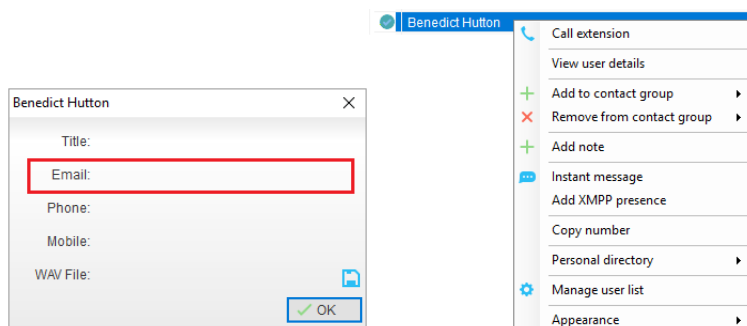 Benedict Hutton
Title:
Email:
Phone:
Mobile:
WAV File:
OK
Benedict Hutton
Call extension
View user details
Add to contact group
Remove from contact group
Add note
Instant message
Add XMPP presence
Copy number
Personal directory
Manage user list
Appearance